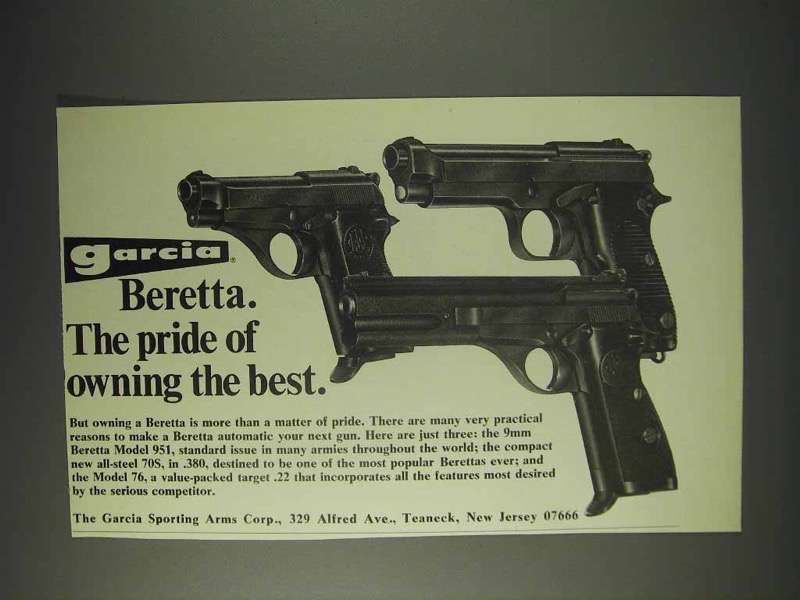 garcia®
Beretta.
The pride of
owning the best.
But owning a Beretta is more than a matter of pride. There are many very practical
reasons to make a Beretta automatic your next gun. Here are just three: the 9mm
Beretta Model 951, standard issue in many armies throughout the world; the compact
new all-steel 70S, in .380, destined to be one of the most popular Berettas ever; and
the Model 76, a value-packed target .22 that incorporates all the features most desired
by the serious competitor.
The Garcia Sporting Arms Corp., 329 Alfred Ave., Teaneck, New Jersey 07666